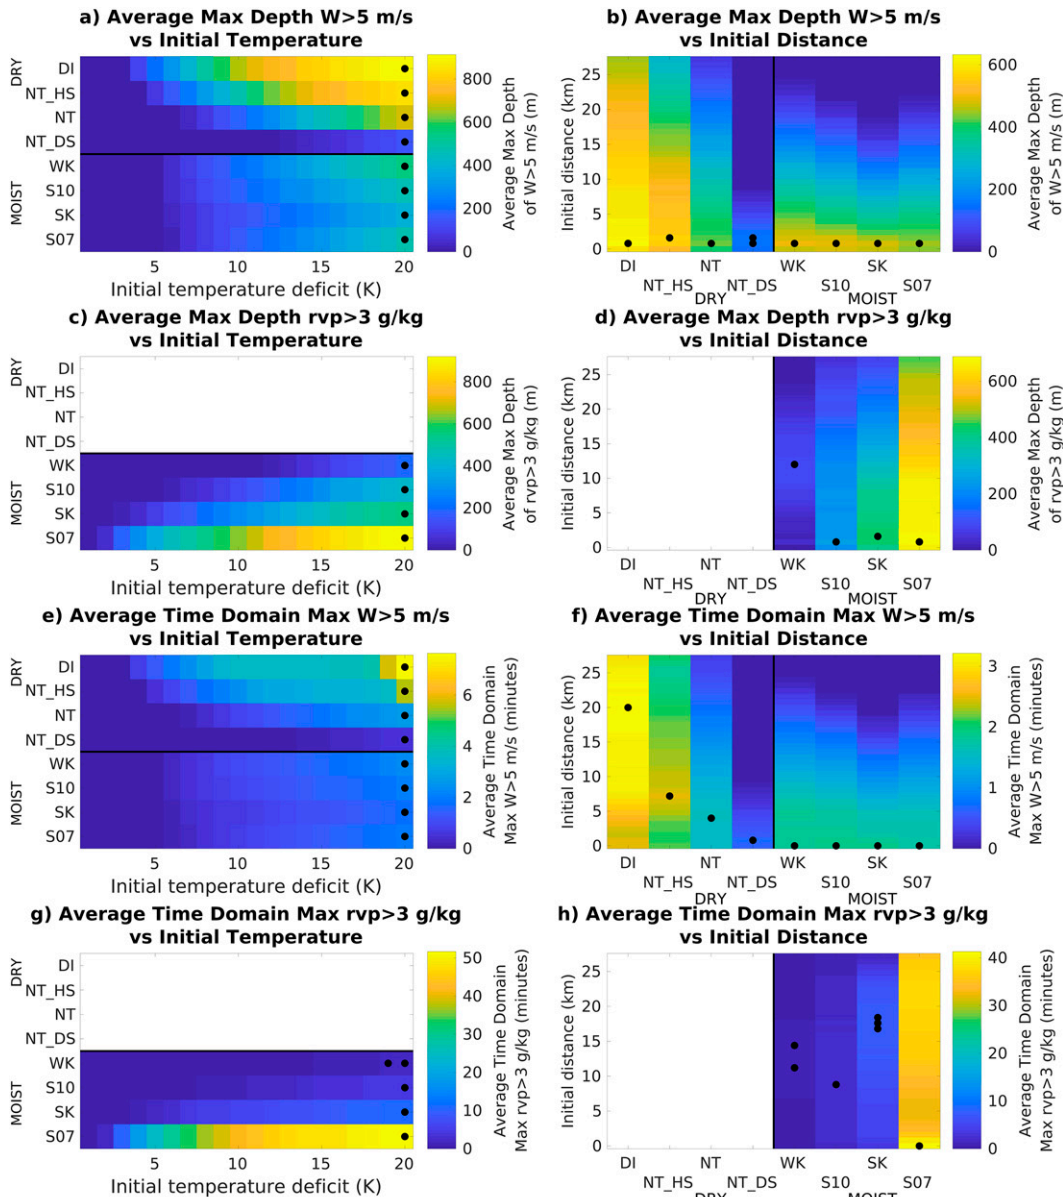 a) Average Max Depth W>5 m/s
vs Initial Temperature
DRY
DI
NT_HS
NT
NT_DS
MOIST
WK
S10
SK
S07
5 10 15 20
Initial temperature deficit (K)
800
600
400
200
0
Average Max Depth
of W>5 m/s (m)
b) Average Max Depth W>5 m/s
vs Initial Distance
Initial distance (km)
25
20
15
10
5
0
DI NT WK SK
NT_HS NT_DS S10 S07
DRY MOIST
600
400
200
0
Average Max Depth
of W>5 m/s (m)
c) Average Max Depth rvp>3 g/kg
vs Initial Temperature
DRY
DI
NT_HS
NT
NT_DS
MOIST
WK
S10
SK
S07
5 10 15 20
Initial temperature deficit (K)
800
600
400
200
0
Average Max Depth
of rvp>3 g/kg (m)
d) Average Max Depth rvp>3 g/kg
vs Initial Distance
Initial distance (km)
25
20
15
10
5
0
DI NT WK SK
NT_HS NT_DS S10 S07
DRY MOIST
600
400
200
0
Average Max Depth
of rvp>3 g/kg (m)
e) Average Time Domain Max W>5 m/s
vs Initial Temperature
DRY
DI
NT_HS
NT
NT_DS
MOIST
WK
S10
SK
S07
5 10 15 20
Initial temperature deficit (K)
6
4
2
0
Average Time Domain
Max W>5 m/s (minutes)
f) Average Time Domain Max W>5 m/s
vs Initial Distance
Initial distance (km)
25
20
15
10
5
0
DI NT WK SK
NT_HS NT_DS S10 S07
DRY MOIST
3
2
1
0
Average Time Domain
Max W>5 m/s (minutes)
g) Average Time Domain Max rvp>3 g/kg
vs Initial Temperature
DRY
DI
NT_HS
NT
NT_DS
MOIST
WK
S10
SK
S07
5 10 15 20
Initial temperature deficit (K)
50
40
30
20
10
0
Average Time Domain
Max rvp>3 g/kg (minutes)
h) Average Time Domain Max rvp>3 g/kg
vs Initial Distance
Initial distance (km)
25
20
15
10
5
0
DI NT WK SK
NT_HS NT_DS S10 S07
DRY MOIST
40
30
20
10
0
Average Time Domain
Max rvp>3 g/kg (minutes)